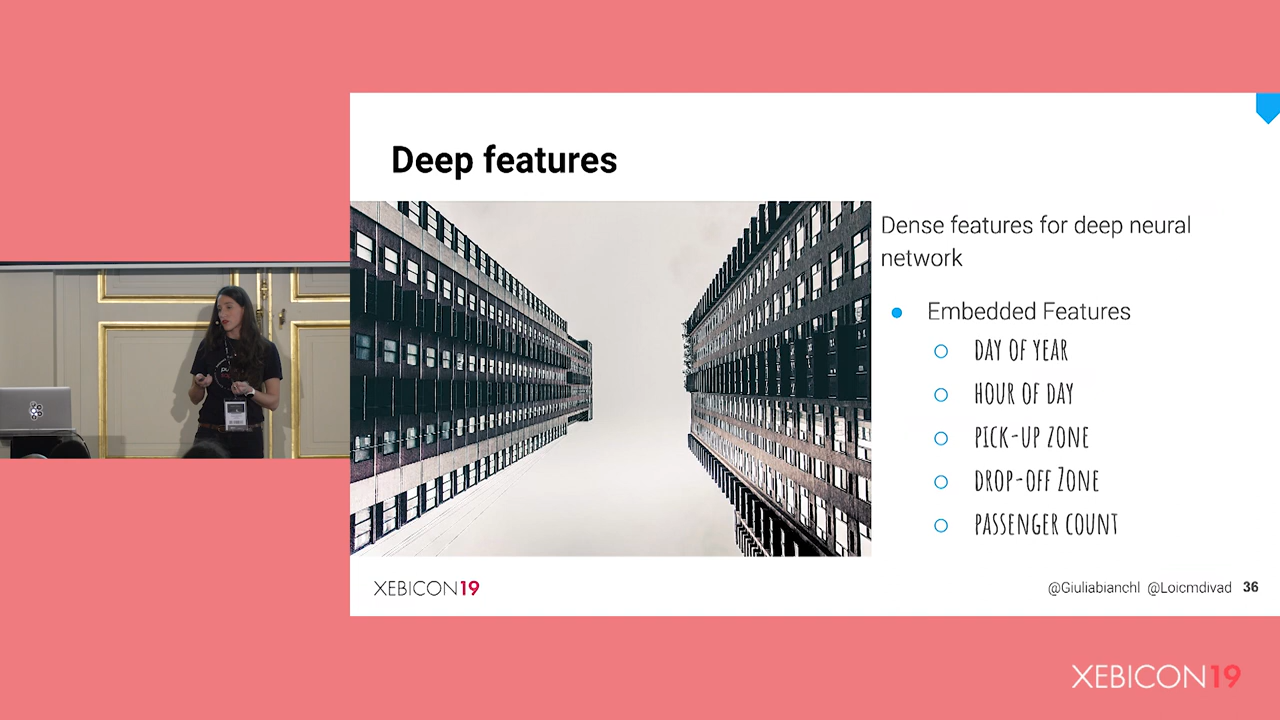 Deep features
Dense features for deep neural
network
Embedded Features
DAY OF YEAR
HOUR OF DAY
PICK-UP ZONE
DROP-OFF ZONE
PASSENGER COUNT
XEBICON19
@Giuliabianchl @Loicmdivad 36
XEBICON19